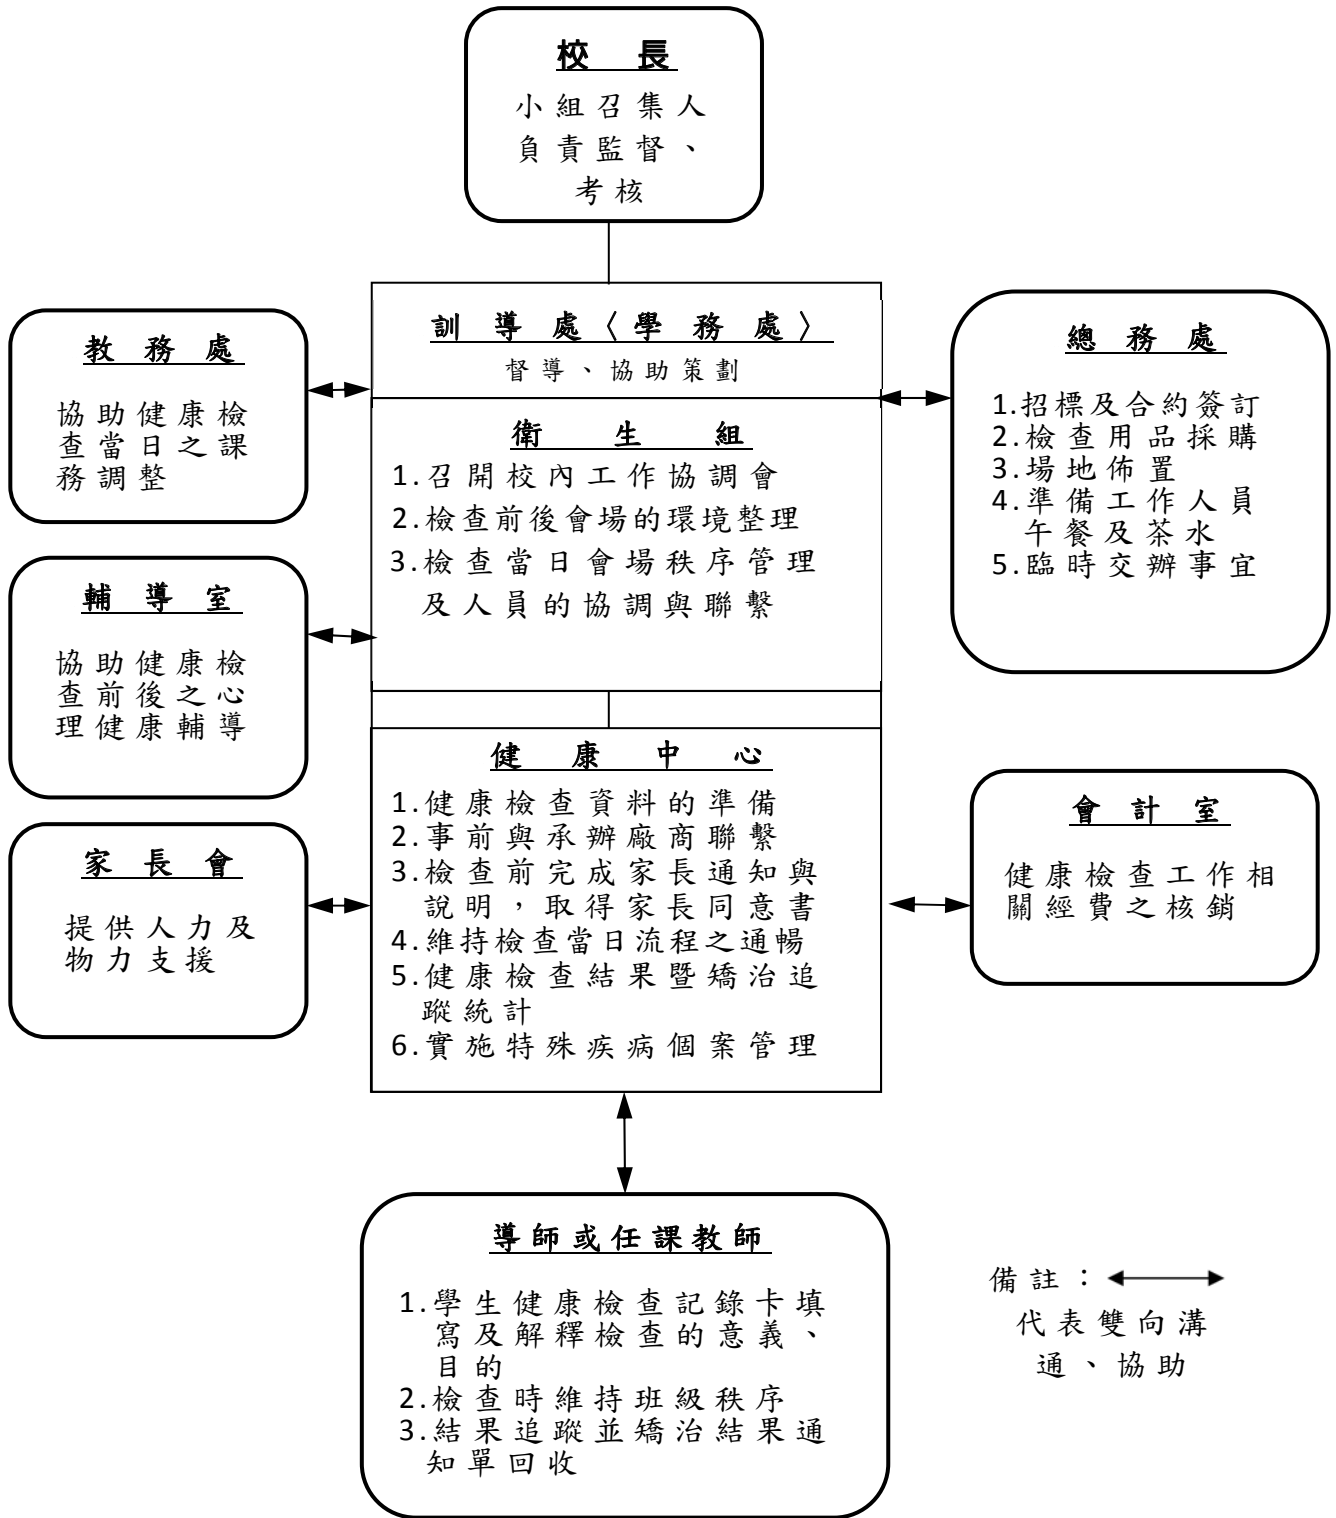 校長
小組召集人
負責監督、
考核
訓導處〈學務處〉
督導、協助策劃
教務處
協助健康檢
查當日之課
務調整
衛生組
1.召開校內工作協調會
2.檢查前後會場的環境整理
3.檢查當日會場秩序管理
及人員的協調與聯繫
總務處
1.招標及合約簽訂
2.檢查用品採購
3.場地佈置
4.準備工作人員
午餐及茶水
5.臨時交辦事宜
輔導室
協助健康檢
查前後之心
理健康輔導
健康中心
1.健康檢查資料的準備
2.事前與承辦廠商聯繫
3.檢查前完成家長通知與
說明，取得家長同意書
4.維持檢查當日流程之通暢
5.健康檢查結果暨矯治追
蹤統計
6.實施特殊疾病個案管理
會計室
健康檢查工作相
關經費之核銷
家長會
提供人力及
物力支援
導師或任課教師
1.學生健康檢查記錄卡填
寫及解釋檢查的意義、
目的
2.檢查時維持班級秩序
3.結果追蹤並矯治結果通
知單回收
備註：
代表雙向溝
通、協助